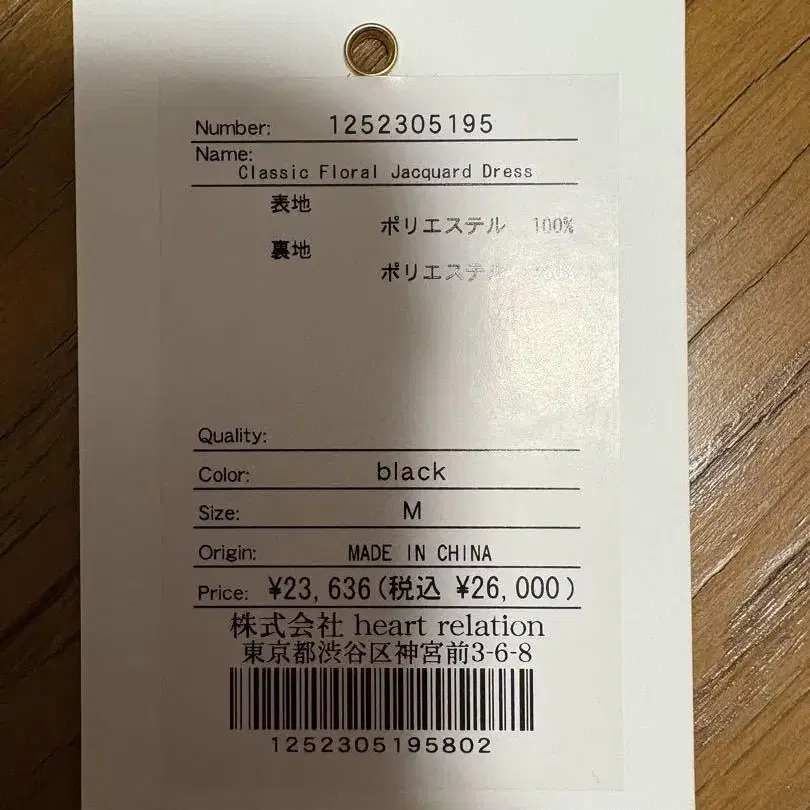 Number: 1252305195
Name:
Classic Floral Jacquard Dress
表地
ポリエステル 100%
裏地
ポリエステル
Quality:
Color: black
Size: M
Origin: MADE IN CHINA
Price: ¥23,636(税込 ¥26,000)
株式会社 heart relation
東京都渋谷区神宮前3-6-8
1252305195802